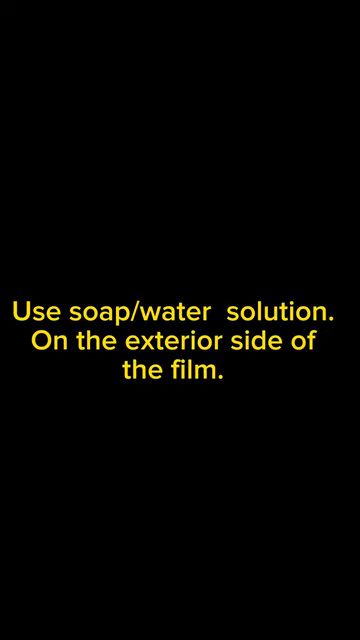 Use soap/water  solution.
On the exterior side of
the film.